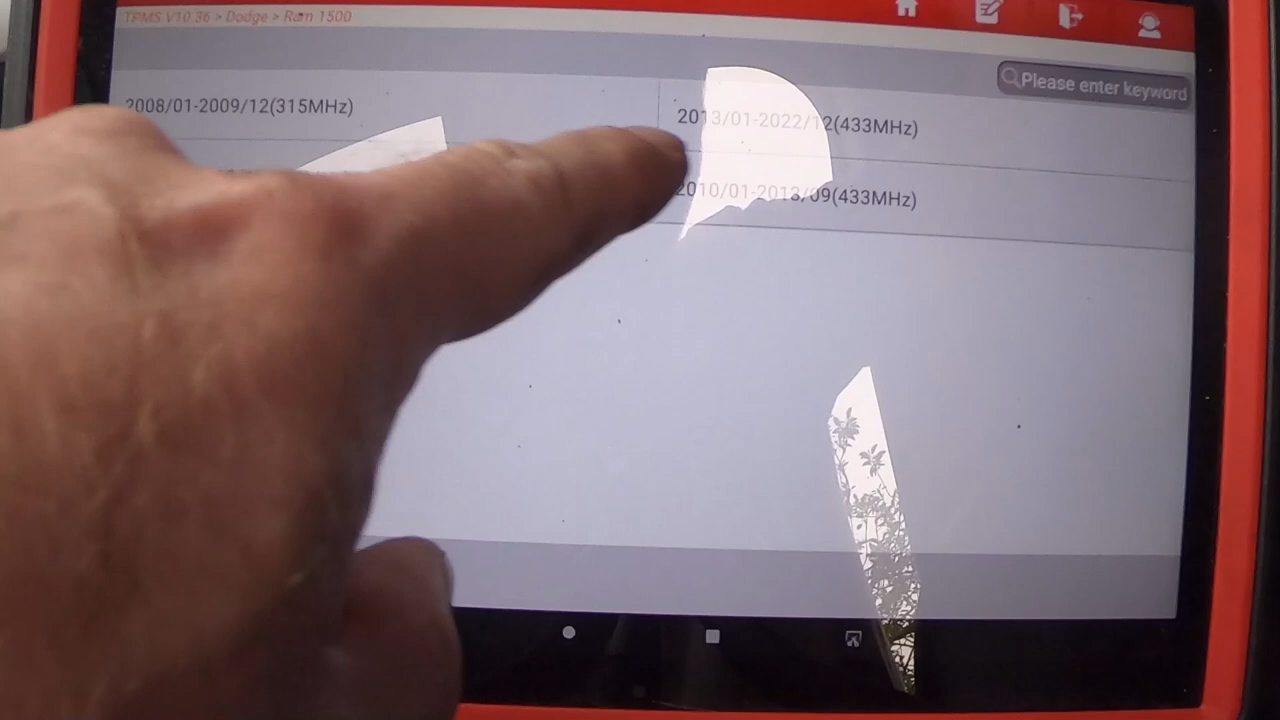 TPMS V10.36 > Dodge > Ram 1500
Please enter keyword
2008/01-2009/12(315MHz)
2013/01-2022/12(433MHz)
2010/01-2013/09(433MHz)